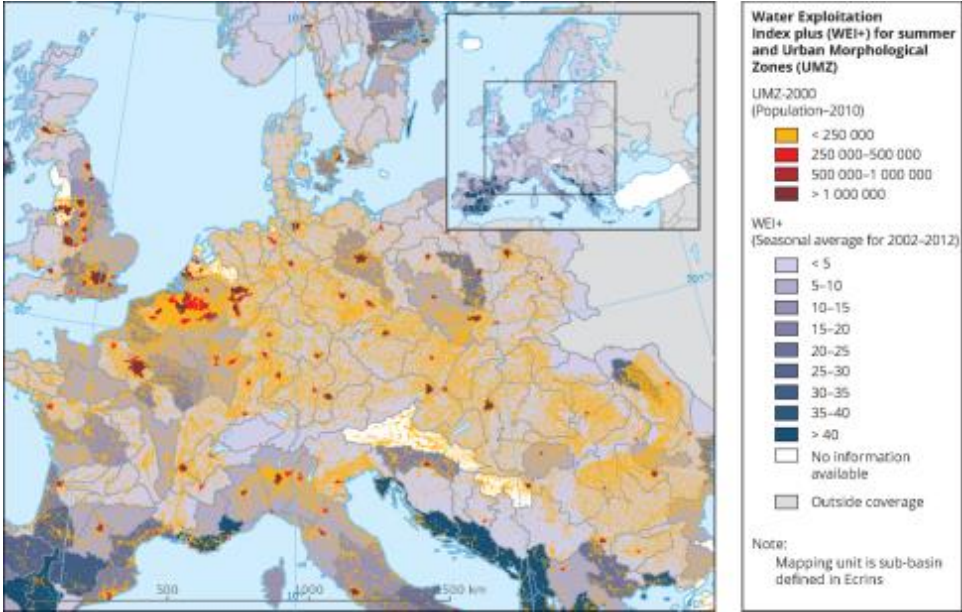 Water Exploitation
Index plus (WEI+) for summer
and Urban Morphological
Zones (UMZ)
UMZ-2000
(Population–2010)
< 250 000
250 000–500 000
500 000–1 000 000
> 1 000 000
WEI+
(Seasonal average for 2002–2012)
< 5
5–10
10–15
15–20
20–25
25–30
30–35
35–40
> 40
No information
available
Outside coverage
Note:
Mapping unit is sub-basin
defined in Ecrins
500
1000
1500 km